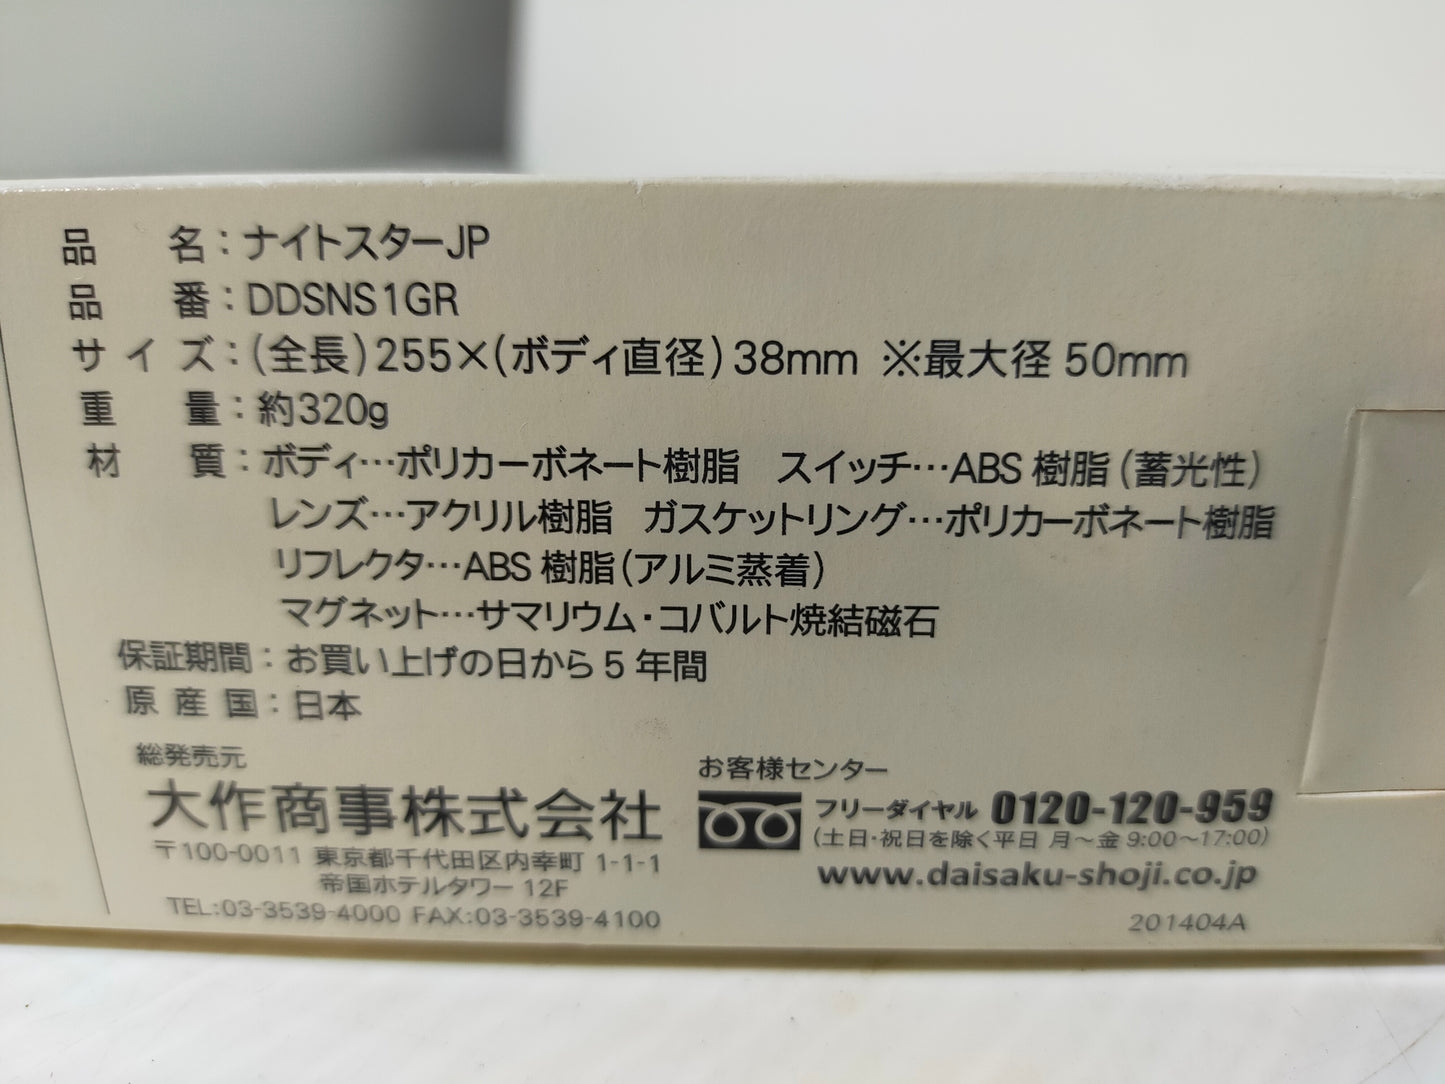 品名：ナイトスターJP
品番：DDSNS1GR
サイズ：(全長)255×(ボディ直径)38mm ※最大径50mm
重量：約320g
材質：ボディ…ポリカーボネート樹脂 スイッチ…ABS樹脂(蓄光性)
レンズ…アクリル樹脂 ガスケットリング…ポリカーボネート樹脂
リフレクタ…ABS樹脂(アルミ蒸着)
マグネット…サマリウム・コバルト焼結磁石
保証期間：お買い上げの日から5年間
原産国：日本
総発売元
大作商事株式会社
〒100-0011 東京都千代田区内幸町 1-1-1
帝国ホテルタワー 12F
TEL:03-3539-4000 FAX:03-3539-4100
お客様センター
フリーダイヤル 0120-120-959
(土日・祝日を除く平日 月～金 9:00～17:00)
www.daisaku-shoji.co.jp
201404A